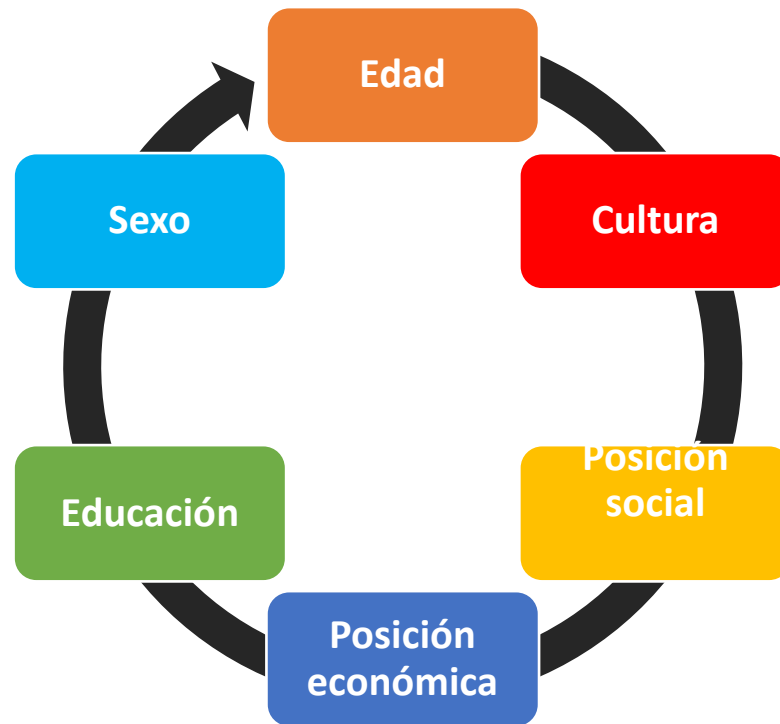 Edad
Cultura
Posición
social
Posición
económica
Educación
Sexo